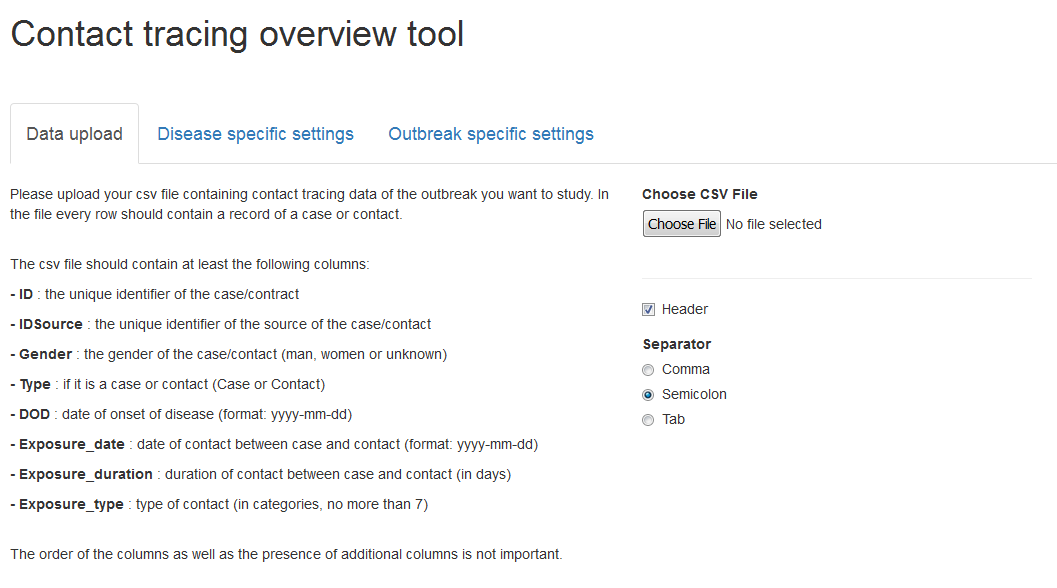 Contact tracing overview tool
Data upload
Disease specific settings
Outbreak specific settings
Please upload your csv file containing contact tracing data of the outbreak you want to study. In
the file every row should contain a record of a case or contact.
The csv file should contain at least the following columns:
- ID : the unique identifier of the case/contract
- IDSource : the unique identifier of the source of the case/contact
- Gender : the gender of the case/contact (man, women or unknown)
- Type : if it is a case or contact (Case or Contact)
- DOD : date of onset of disease (format: yyyy-mm-dd)
- Exposure_date : date of contact between case and contact (format: yyyy-mm-dd)
- Exposure_duration : duration of contact between case and contact (in days)
- Exposure_type : type of contact (in categories, no more than 7)
The order of the columns as well as the presence of additional columns is not important.
Choose CSV File
Choose File No file selected
Header
Separator
Comma
Semicolon
Tab